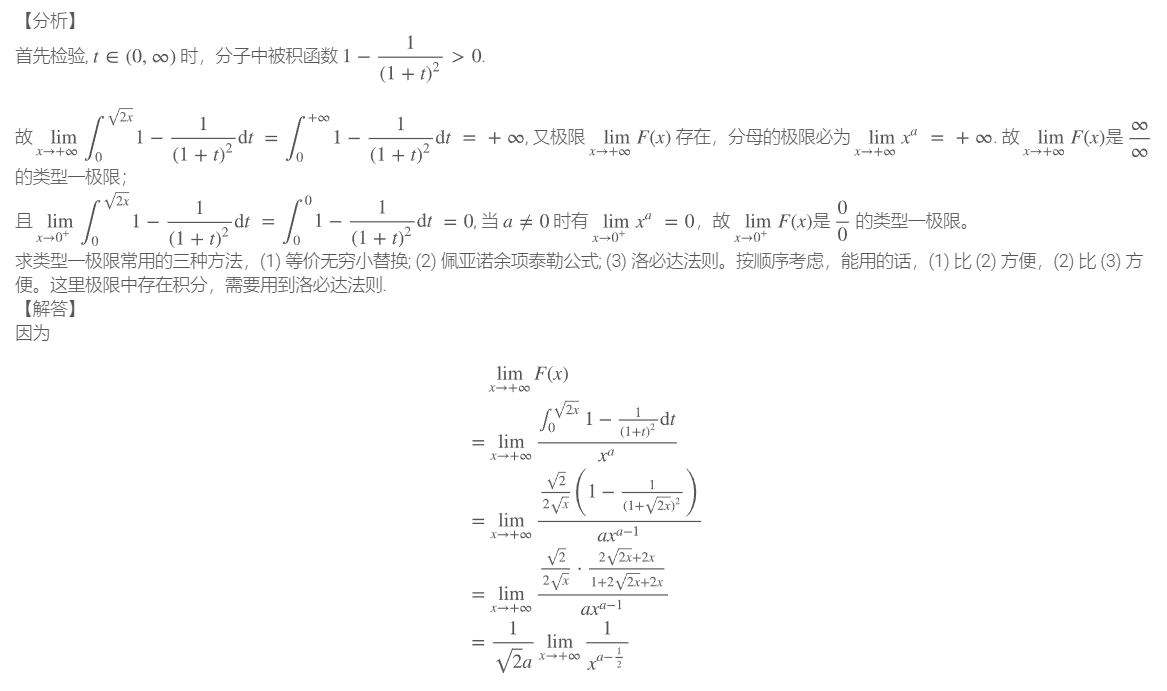 【分析】
首先检验, $t \in (0, \infty)$ 时，分子中被积函数 $1 - \frac{1}{(1+t)^2} > 0$.
故 $\lim_{x \to +\infty} \int_0^{\sqrt{2x}} 1 - \frac{1}{(1+t)^2} \mathrm{d}t = \int_0^{+\infty} 1 - \frac{1}{(1+t)^2} \mathrm{d}t = +\infty$, 又极限 $\lim_{x \to +\infty} F(x)$ 存在，分母的极限必为 $\lim_{x \to +\infty} x^a = +\infty$. 故 $\lim_{x \to +\infty} F(x)$是 $\frac{\infty}{\infty}$
的类型一极限；
且 $\lim_{x \to 0^+} \int_0^{\sqrt{2x}} 1 - \frac{1}{(1+t)^2} \mathrm{d}t = \int_0^0 1 - \frac{1}{(1+t)^2} \mathrm{d}t = 0$, 当 $a \neq 0$ 时有 $\lim_{x \to 0^+} x^a = 0$，故 $\lim_{x \to 0^+} F(x)$是 $\frac{0}{0}$ 的类型一极限。
求类型一极限常用的三种方法，(1) 等价无穷小替换; (2) 佩亚诺余项泰勒公式; (3) 洛必达法则。按顺序考虑，能用的话，(1) 比 (2) 方便，(2) 比 (3) 方
便。这里极限中存在积分，需要用到洛必达法则.
【解答】
因为
$\lim_{x \to +\infty} F(x)$
$= \lim_{x \to +\infty} \frac{\int_0^{\sqrt{2x}} 1 - \frac{1}{(1+t)^2} \mathrm{d}t}{x^a}$
$= \lim_{x \to +\infty} \frac{\frac{\sqrt{2}}{2\sqrt{x}} \left( 1 - \frac{1}{(1+\sqrt{2x})^2} \right)}{ax^{a-1}}$
$= \lim_{x \to +\infty} \frac{\frac{\sqrt{2}}{2\sqrt{x}} \cdot \frac{2\sqrt{2x}+2x}{1+2\sqrt{2x}+2x}}{ax^{a-1}}$
$= \frac{1}{\sqrt{2}a} \lim_{x \to +\infty} \frac{1}{x^{a-\frac{1}{2}}}$